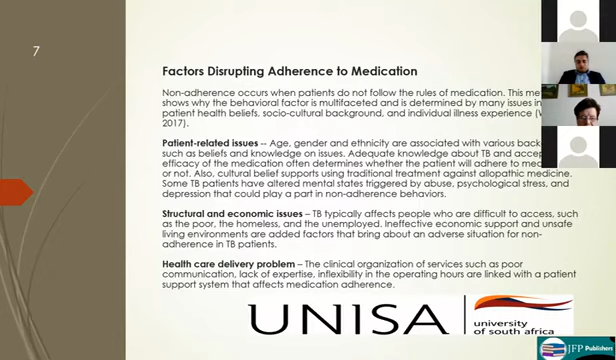 7
Factors Disrupting Adherence to Medication
Non-adherence occurs when patients do not follow the rules of medication. This
shows why the behavioral factor is multifaceted and is determined by many issues
patient health beliefs, socio-cultural background, and individual illness experience
2017).
Patient-related issues -- Age, gender and ethnicity are associated with various
such as beliefs and knowledge on issues. Adequate knowledge about TB and
efficacy of the medication often determines whether the patient will adhere to
or not. Also, cultural belief supports using traditional treatment against allopathic
Some TB patients have altered mental states triggered by abuse, psychological stress, and
depression that could play a part in non-adherence behaviors.
Structural and economic issues – TB typically affects people who are difficult to access, such
as the poor, the homeless, and the unemployed. Ineffective economic support and unsafe
living environments are added factors that bring about an adverse situation for non-
adherence in TB patients.
Health care delivery problem – The clinical organization of services such as poor
communication, lack of expertise, inflexibility in the operating hours are linked with a patient
support system that affects medication adherence.
UNISA
university
of south africa
JFP Publishers